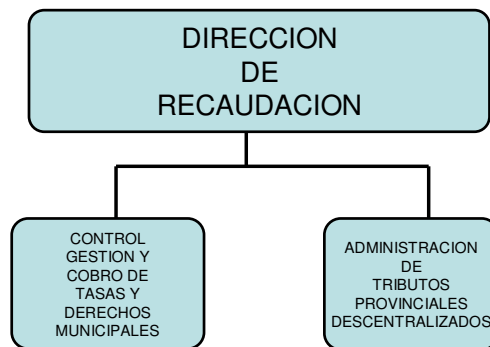 DIRECCION
DE
RECAUDACION
CONTROL
GESTION Y
COBRO DE
TASAS Y
DERECHOS
MUNICIPALES
ADMINISTRACION
DE
TRIBUTOS
PROVINCIALES
DESCENTRALIZADOS